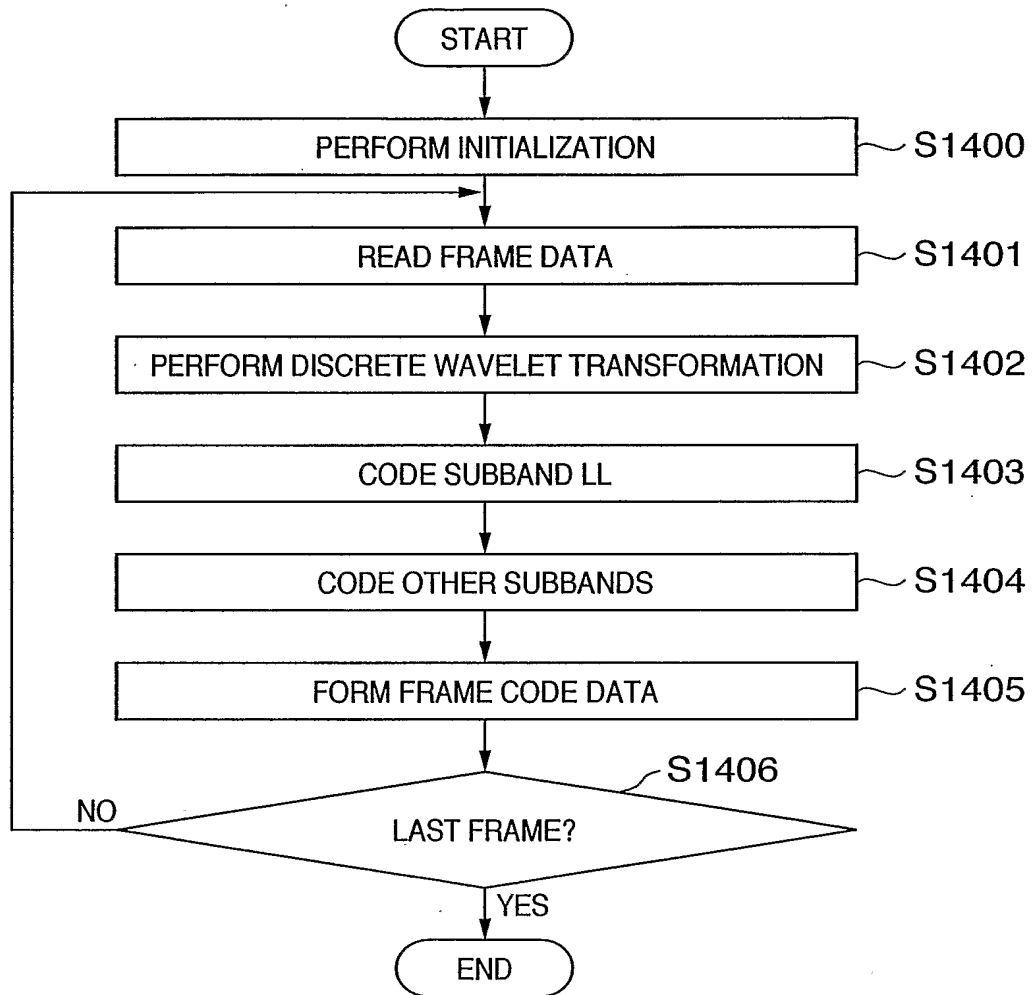 START
PERFORM INITIALIZATION
S1400
READ FRAME DATA
S1401
PERFORM DISCRETE WAVELET TRANSFORMATION
S1402
CODE SUBBAND LL
S1403
CODE OTHER SUBBANDS
S1404
FORM FRAME CODE DATA
S1405
S1406
NO
LAST FRAME?
YES
END